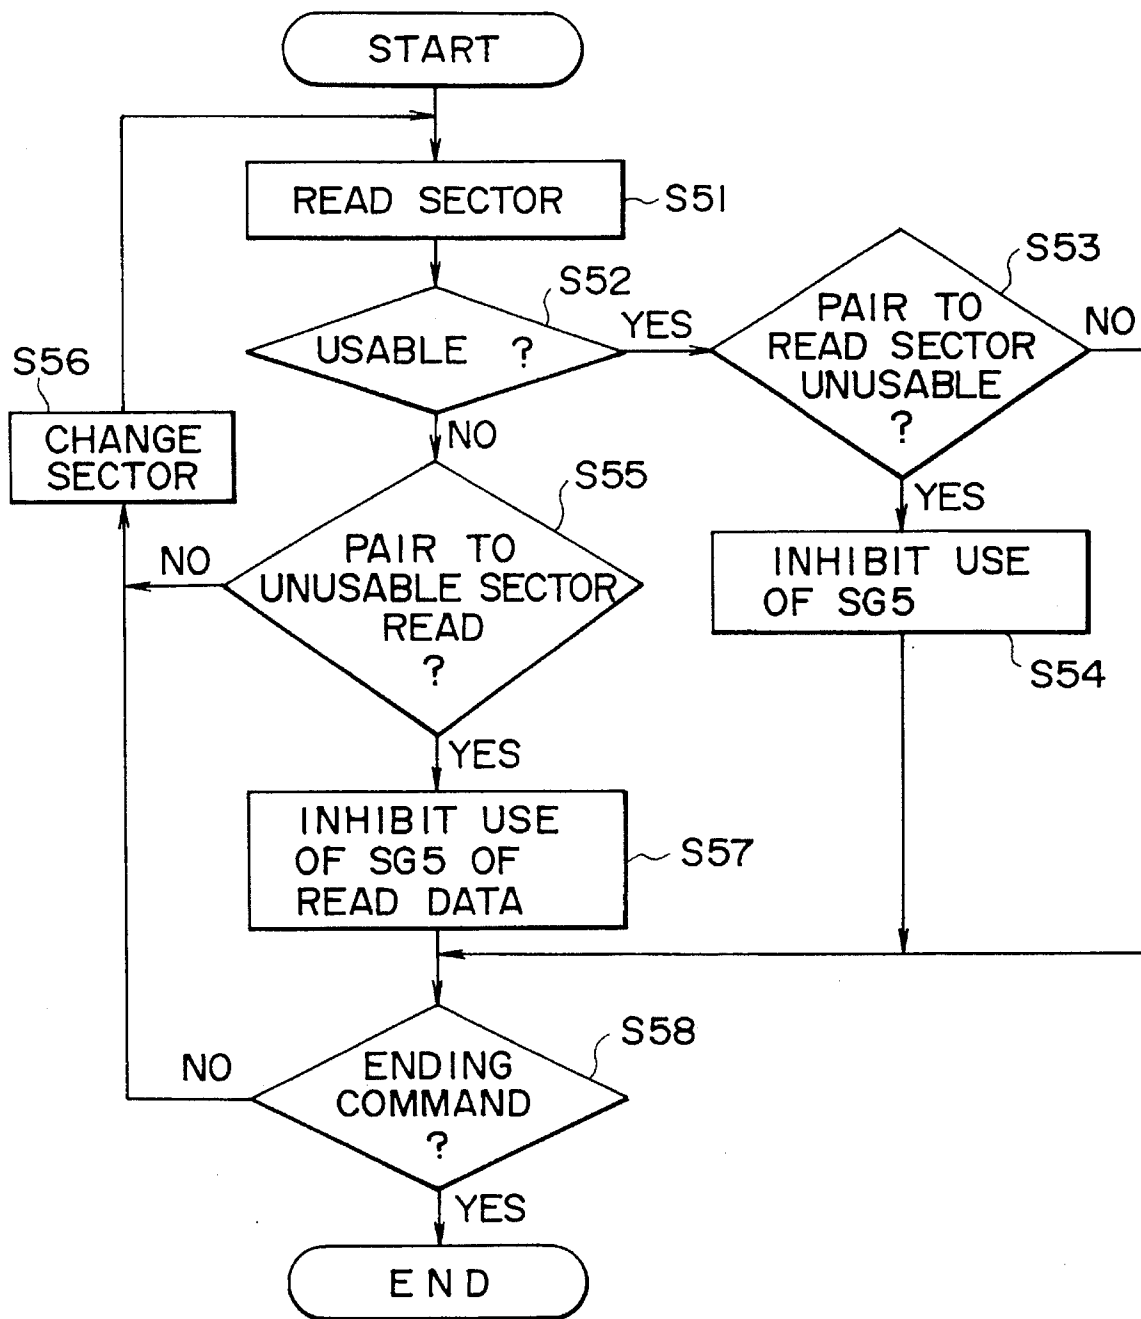 START
READ SECTOR
S51
S52
USABLE ?
YES
S53
PAIR TO
READ SECTOR
UNUSABLE
?
NO
YES
INHIBIT USE
OF SG5
S54
NO
S55
PAIR TO
UNUSABLE SECTOR
READ
?
NO
S56
CHANGE
SECTOR
YES
INHIBIT USE
OF SG5 OF
READ DATA
S57
S58
ENDING
COMMAND
?
NO
YES
END